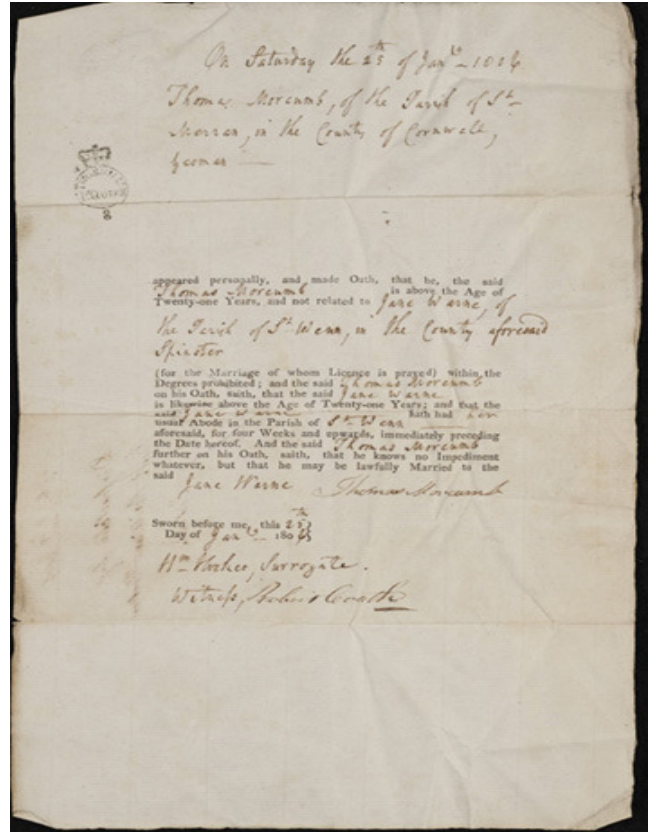 On Saturday the 25th of Jany - 1806
Thomas Morcumb, of the Parish of St.
Merran, in the County of Cornwall,
Yeoman
appeared personally, and made Oath, that he, the said
Thomas Morcumb is above the Age of
Twenty-one Years, and not related to Jane Warne, of
the Parish of St. Wenn, in the County aforesaid
Spinster
(for the Marriage of whom Licence is prayed) within the
Degrees prohibited; and the said Thomas Morcumb
on his Oath, saith, that the said Jane Warne
is likewise above the Age of Twenty-one Years; and that the
said Jane Warne hath had her
usual Abode in the Parish of St. Wenn
aforesaid, for four Weeks and upwards, immediately preceding
the Date hereof. And the said Thomas Morcumb
further on his Oath, saith, that he knows no Impediment
whatever, but that he may be lawfully Married to the
said Jane Warne Thomas Morcumb
Sworn before me, this 25th
Day of Jany - 180
Wm, Surrogate.
Witness, Robert